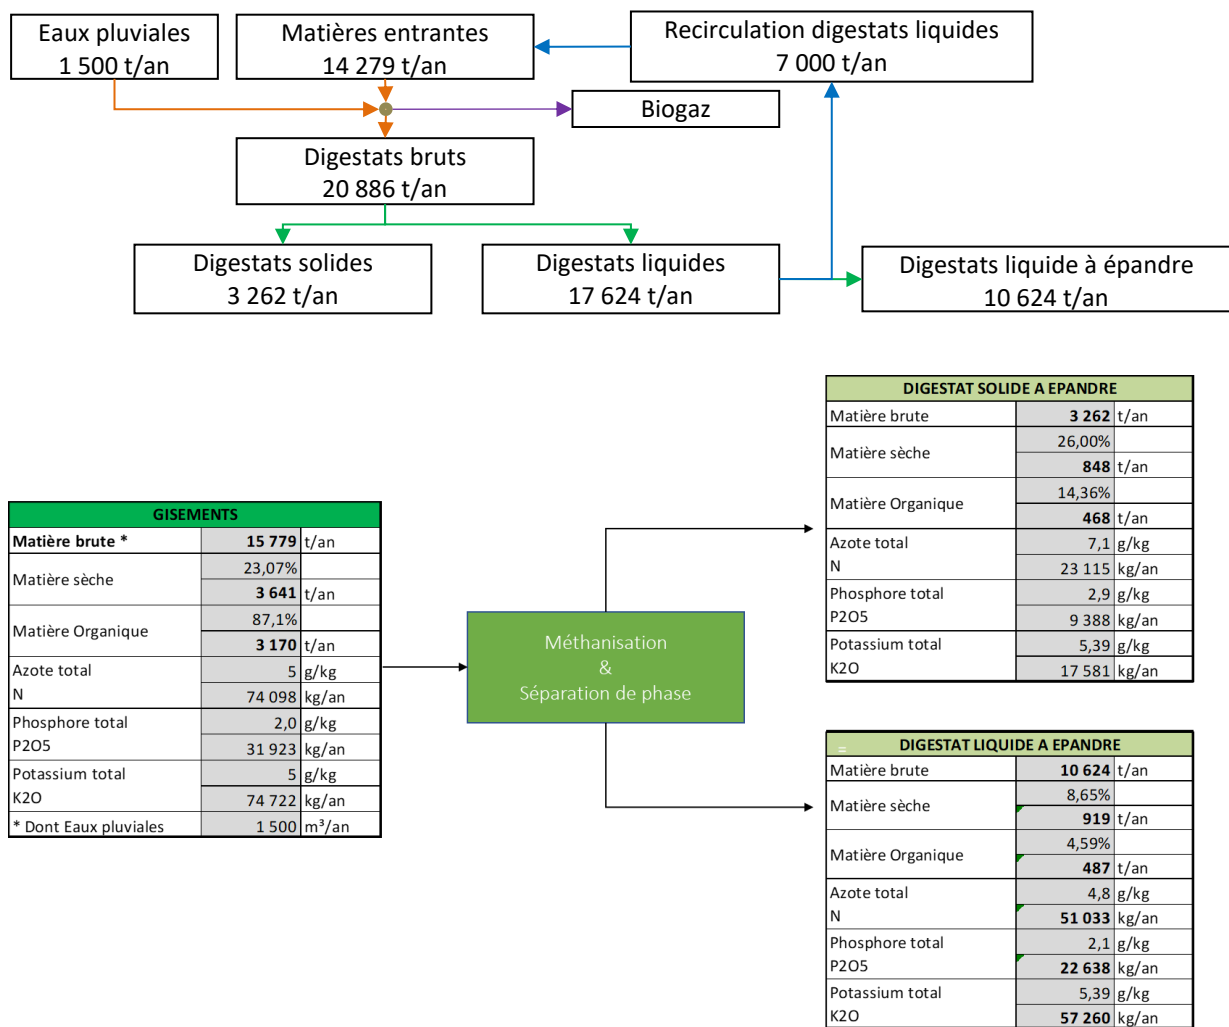 Eaux pluviales
1 500 t/an
Matières entrantes
14 279 t/an
Recirculation digestats liquides
7 000 t/an
Biogaz
Digestats bruts
20 886 t/an
Digestats solides
3 262 t/an
Digestats liquides
17 624 t/an
Digestats liquide à épandre
10 624 t/an
GISEMENTS
Matière brute * 15 779 t/an
Matière sèche 23,07%
3 641 t/an
Matière Organique 87,1%
3 170 t/an
Azote total 5 g/kg
N 74 098 kg/an
Phosphore total 2,0 g/kg
P2O5 31 923 kg/an
Potassium total 5 g/kg
K2O 74 722 kg/an
* Dont Eaux pluviales 1 500 m³/an
Méthanisation
&
Séparation de phase
DIGESTAT SOLIDE A EPANDRE
Matière brute 3 262 t/an
Matière sèche 26,00%
848 t/an
Matière Organique 14,36%
468 t/an
Azote total 7,1 g/kg
N 23 115 kg/an
Phosphore total 2,9 g/kg
P2O5 9 388 kg/an
Potassium total 5,39 g/kg
K2O 17 581 kg/an
= DIGESTAT LIQUIDE A EPANDRE
Matière brute 10 624 t/an
Matière sèche 8,65%
919 t/an
Matière Organique 4,59%
487 t/an
Azote total 4,8 g/kg
N 51 033 kg/an
Phosphore total 2,1 g/kg
P2O5 22 638 kg/an
Potassium total 5,39 g/kg
K2O 57 260 kg/an